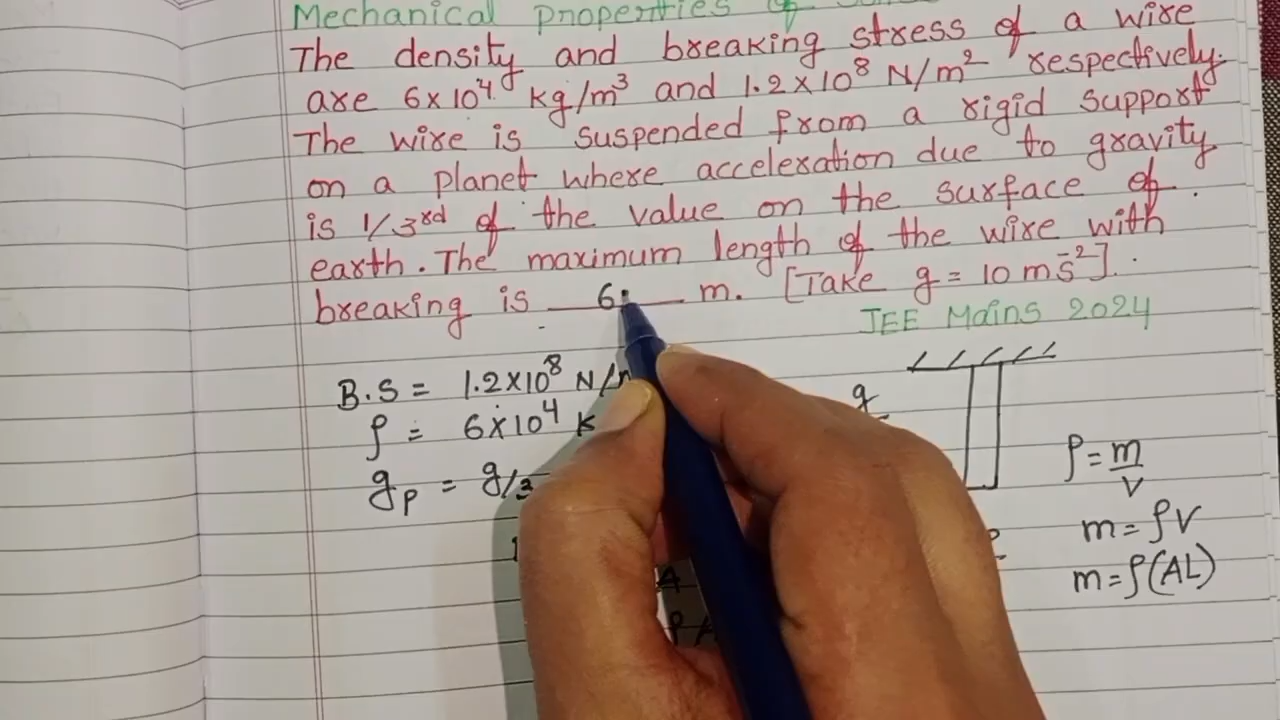 Mechanical properties of
The density and breaking stress of a wire
are 6×10⁴ kg/m³ and 1.2×10⁸ N/m² respectively.
The wire is suspended from a rigid support
on a planet where acceleration due to gravity
is 1/3rd of the value on the surface of
earth. The maximum length of the wire with
breaking is 6 m. [Take g = 10 ms⁻²].
JEE Mains 2024
B.S = 1.2×10⁸ N/
ρ = 6×10⁴ k
g
gₚ = g/3
ρ = m/V
m = ρV
m = ρ(AL)
A
ρ